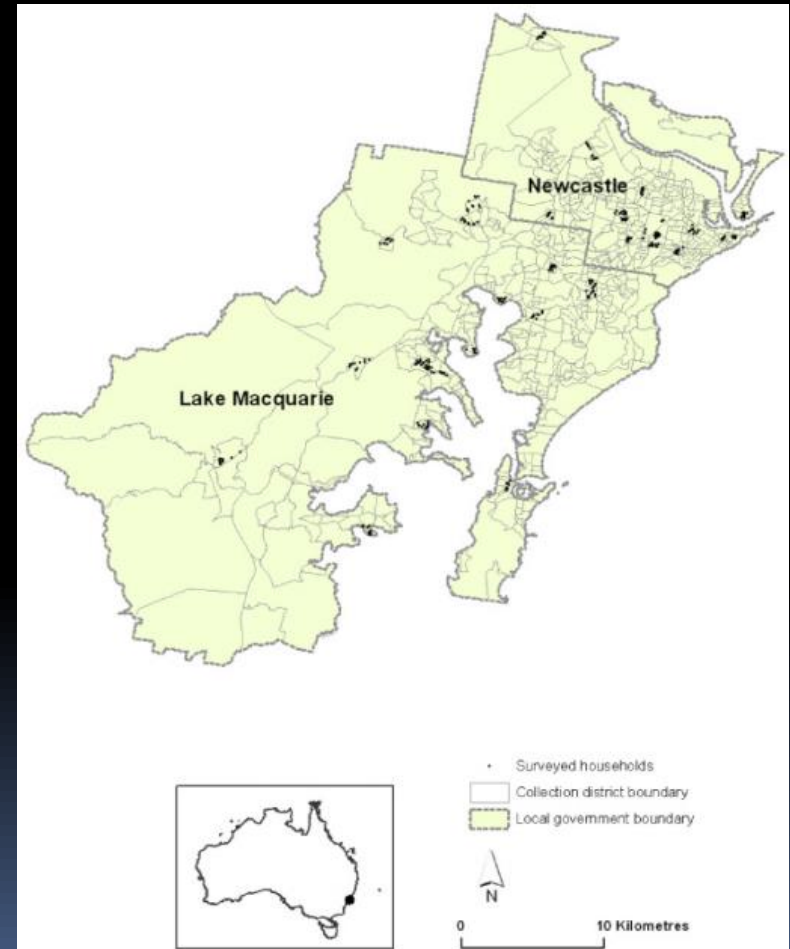 Newcastle
Lake Macquarie
Surveyed households
Collection district boundary
Local government boundary
N
0 10 Kilometres